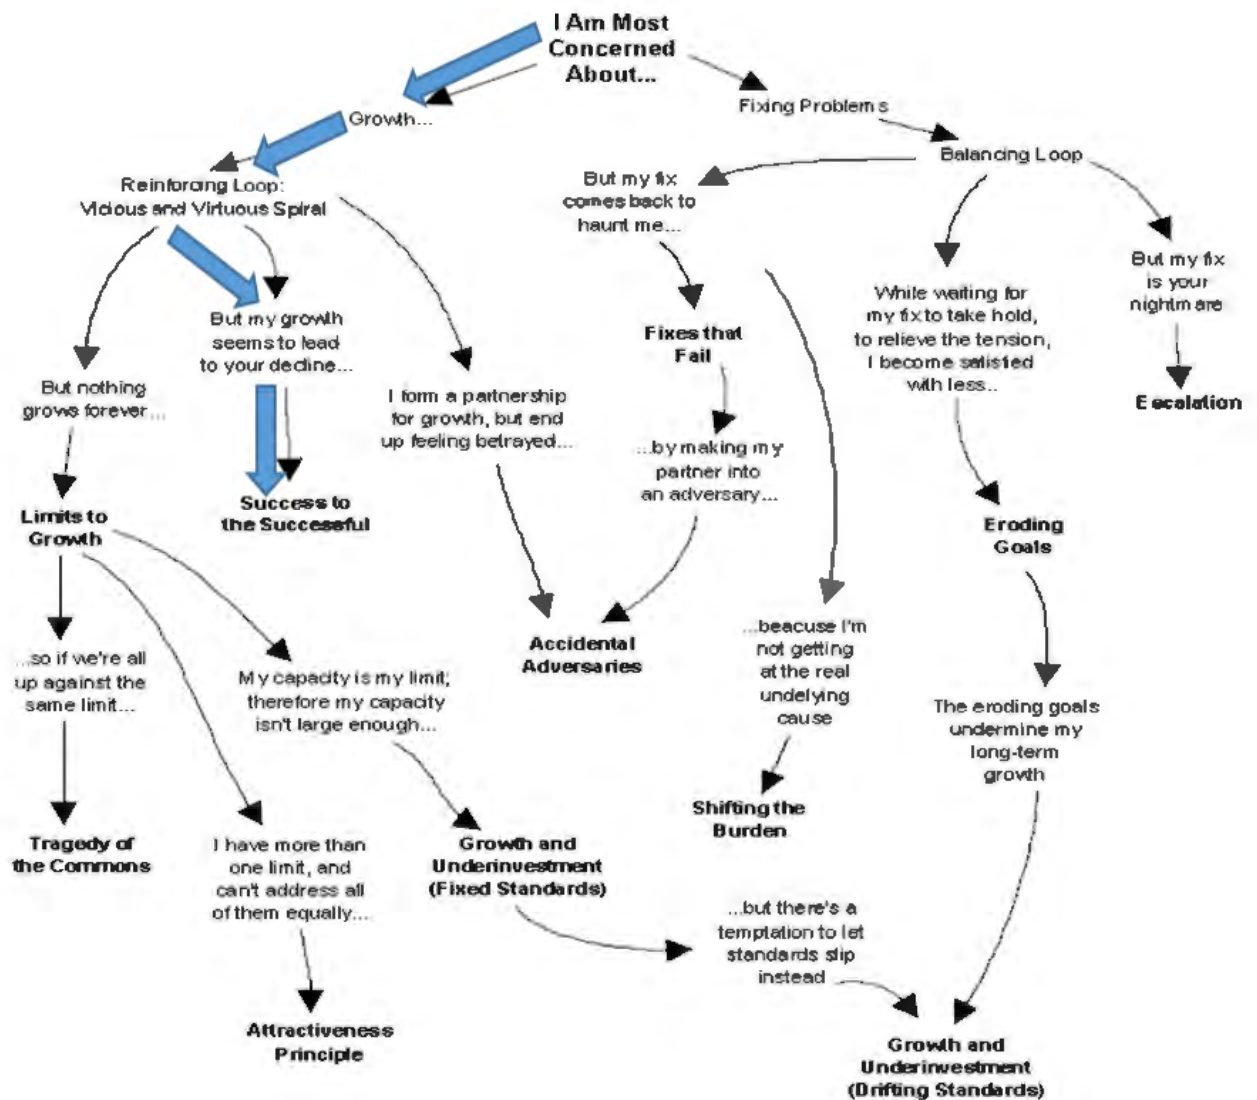 I Am Most
Concerned
About...
Growth...
Fixing Problems
Reinforcing Loop:
Vicious and Virtuous Spiral
Balancing Loop
But my fix
comes back to
haunt me...
But my fix
is your
nightmare
But my growth
seems to lead
to your decline...
While waiting for
my fix to take hold,
to relieve the tension,
I become satisfied
with less...
Fixes that
Fail
But nothing
grows forever...
I form a partnership
for growth, but end
up feeling betrayed...
Escalation
...by making my
partner into
an adversary...
Success to
the Successful
Limits to
Growth
Eroding
Goals
Accidental
Adversaries
...beacuse I'm
not getting
at the real
undelying
cause
...so if we're all
up against the
same limit...
My capacity is my limit;
therefore my capacity
isn't large enough...
The eroding goals
undermine my
long-term
growth
Shifting the
Burden
Tragedy of
the Commons
I have more than
one limit, and
can't address all
of them equally...
Growth and
Underinvestment
(Fixed Standards)
...but there's a
temptation to let
standards slip
instead
Attractiveness
Principle
Growth and
Underinvestment
(Drifting Standards)